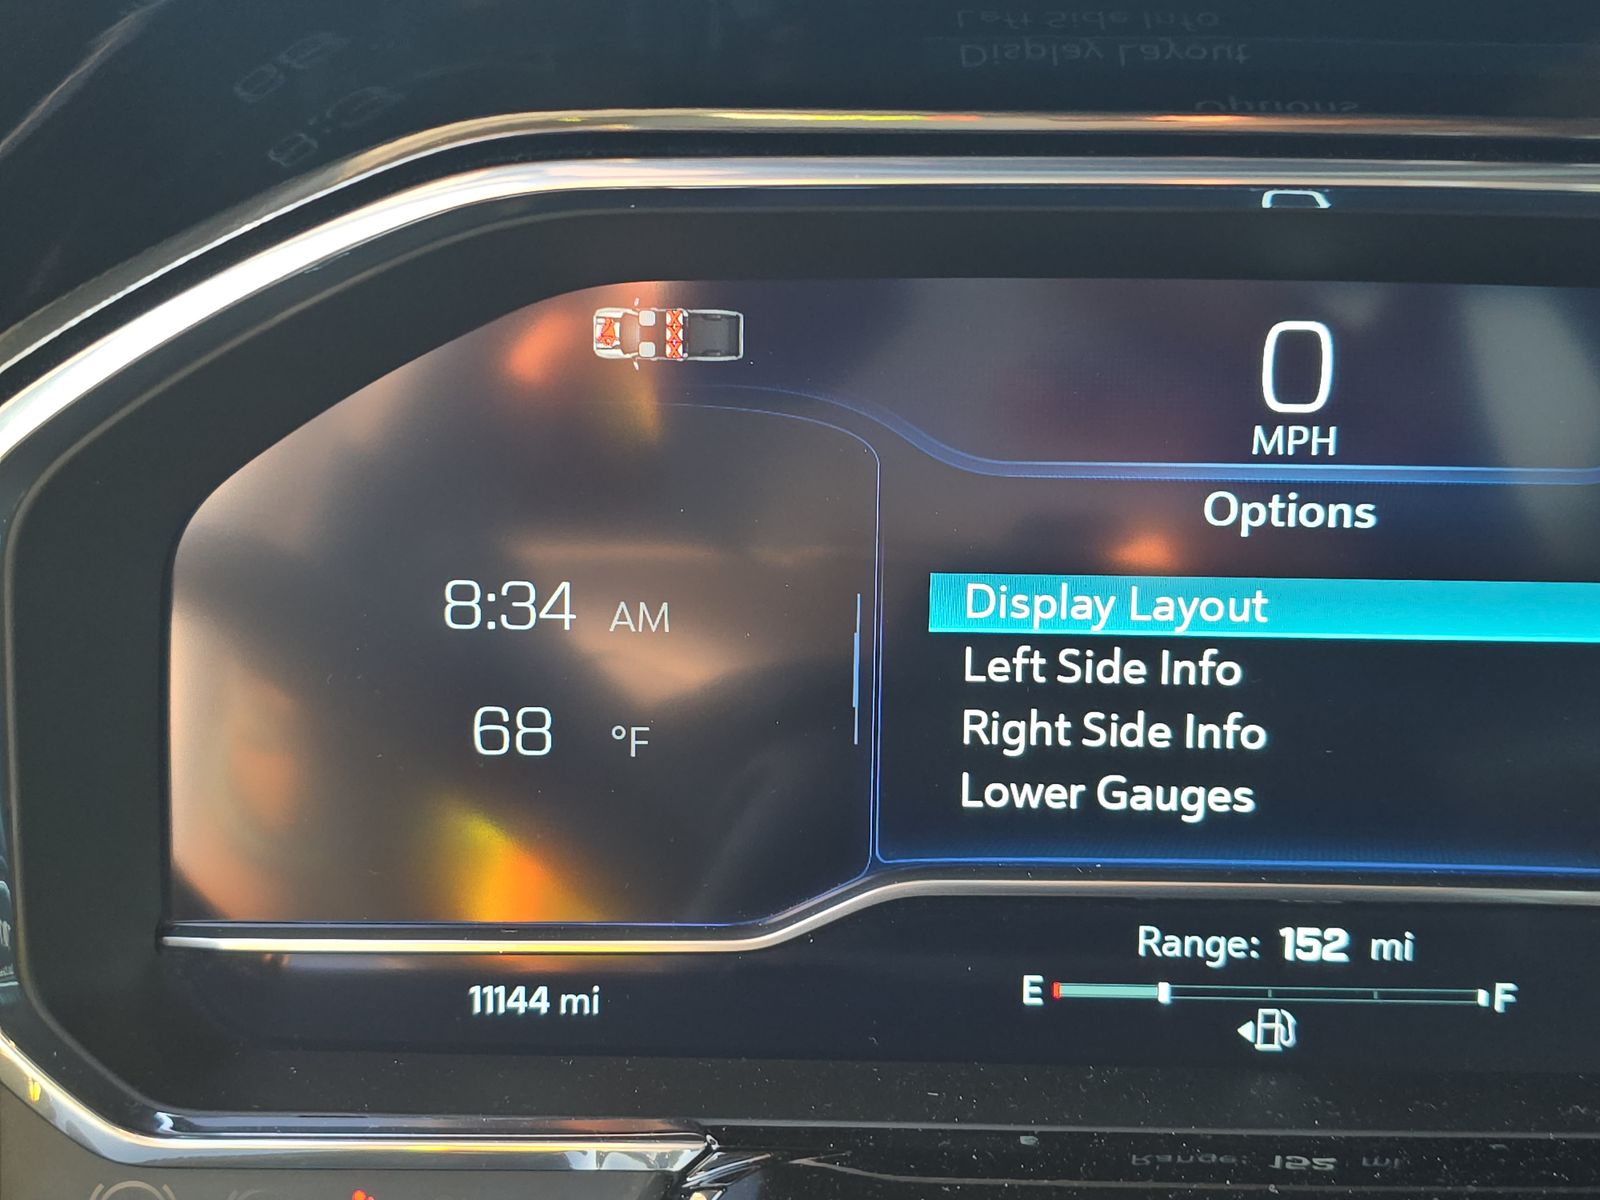 0
MPH
Options
Display Layout
Left Side Info
Right Side Info
Lower Gauges
8:34 AM
68 °F
Range: 152 mi
E F
11144 mi